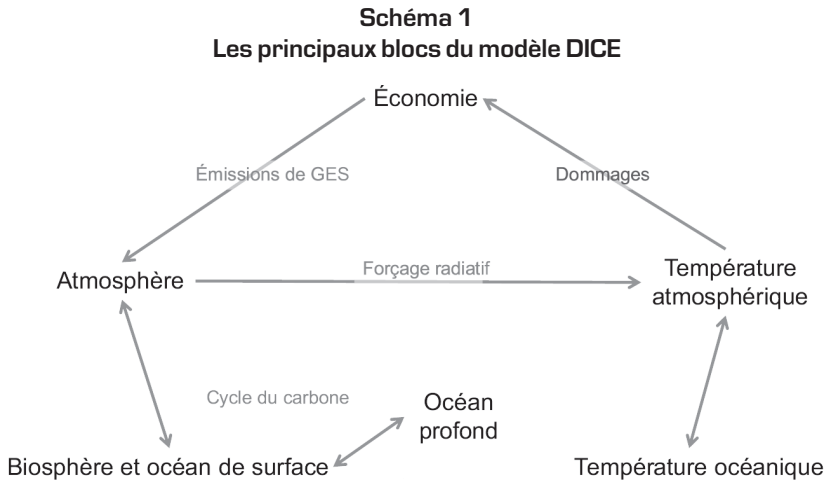 Schéma 1
Les principaux blocs du modèle DICE
Économie
Émissions de GES
Dommages
Atmosphère
Forçage radiatif
Température
atmosphérique
Cycle du carbone
Océan
profond
Biosphère et océan de surface
Température océanique